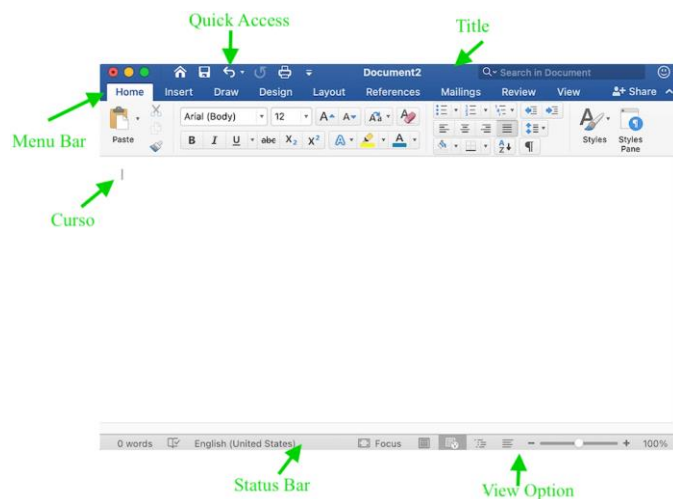 Quick Access
Title
Document2
Search in Document
Home Insert Draw Design Layout References Mailings Review View Share
Menu Bar
Paste
Arial (Body) 12
B I U abc X₂ X² A A
Styles
Styles Pane
Curso
0 words English (United States) Focus 100%
Status Bar
View Option